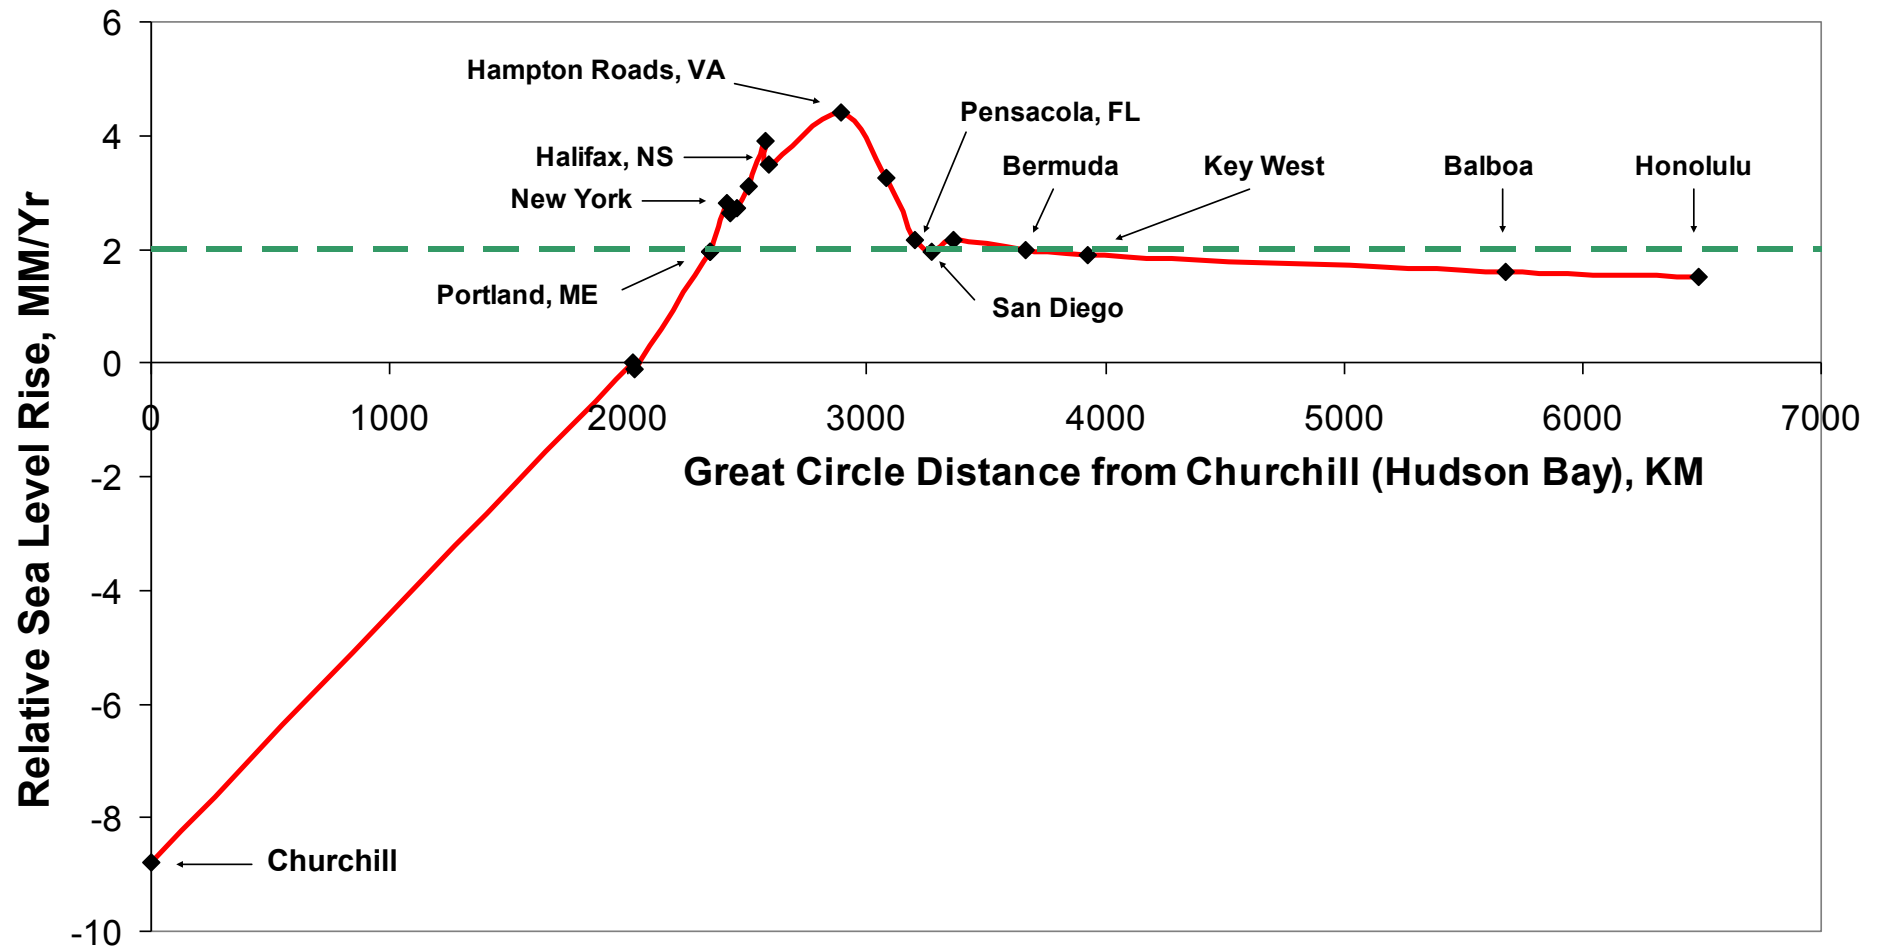 6
Hampton Roads, VA
Pensacola, FL
4
Halifax, NS
Bermuda
Key West
Balboa
Honolulu
New York
2
Portland, ME
San Diego
0
0
1000
2000
3000
4000
5000
6000
7000
Great Circle Distance from Churchill (Hudson Bay), KM
-2
-4
-6
-8
Churchill
-10
Relative Sea Level Rise, MM/Yr